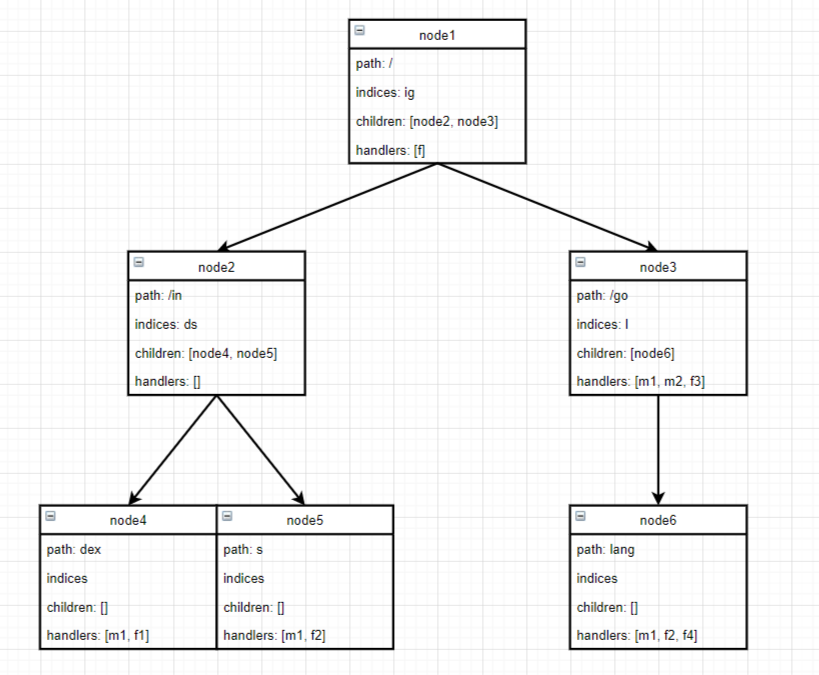 node1
path: /
indices: ig
children: [node2, node3]
handlers: [f]
node2
path: /in
indices: ds
children: [node4, node5]
handlers: []
node3
path: /go
indices: l
children: [node6]
handlers: [m1, m2, f3]
node4
path: dex
indices
children: []
handlers: [m1, f1]
node5
path: s
indices
children: []
handlers: [m1, f2]
node6
path: lang
indices
children: []
handlers: [m1, f2, f4]